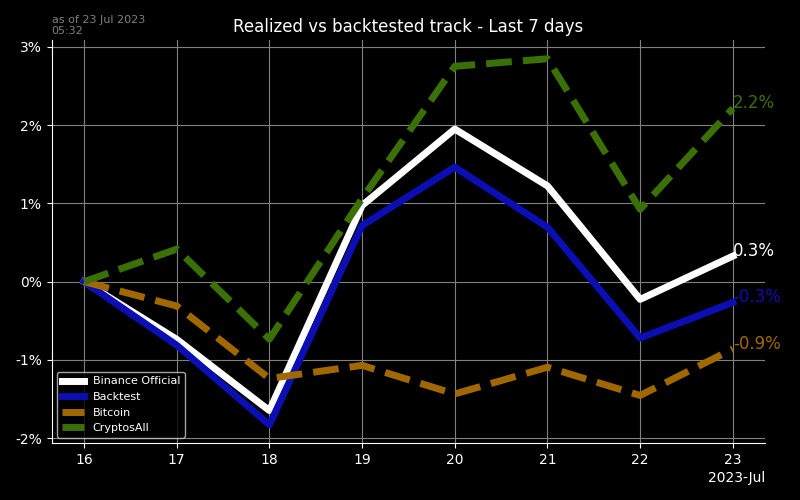 as of 23 Jul 2023
05:32
Realized vs backtested track - Last 7 days
3%
2%
1%
0%
-1%
-2%
2.2%
0.3%
-0.3%
-0.9%
Binance Official
Backtest
Bitcoin
CryptosAll
16 17 18 19 20 21 22 23
2023-Jul